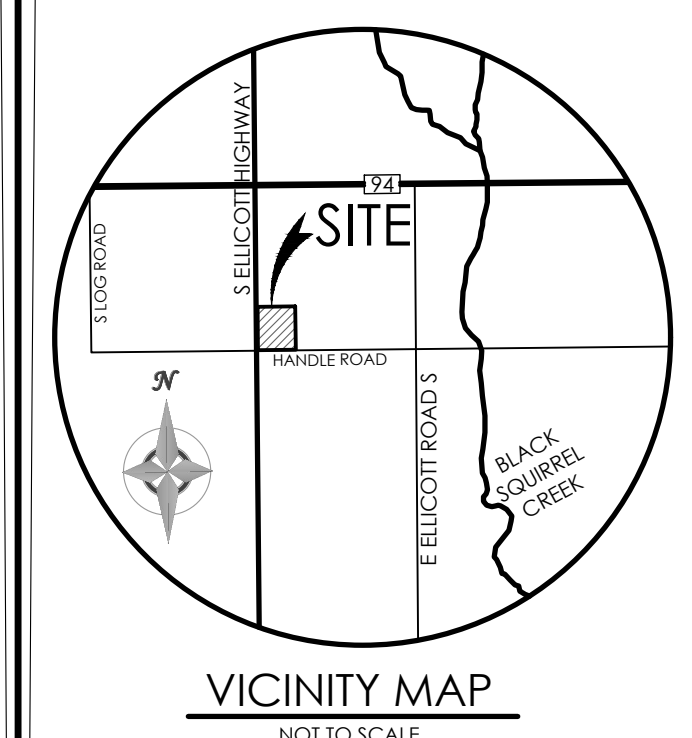 S ELLICOTT HIGHWAY
94
SITE
S LOG ROAD
HANDLE ROAD
N
E ELLICOTT ROAD S
BLACK
SQUIRREL
CREEK
VICINITY MAP
NOT TO SCALE